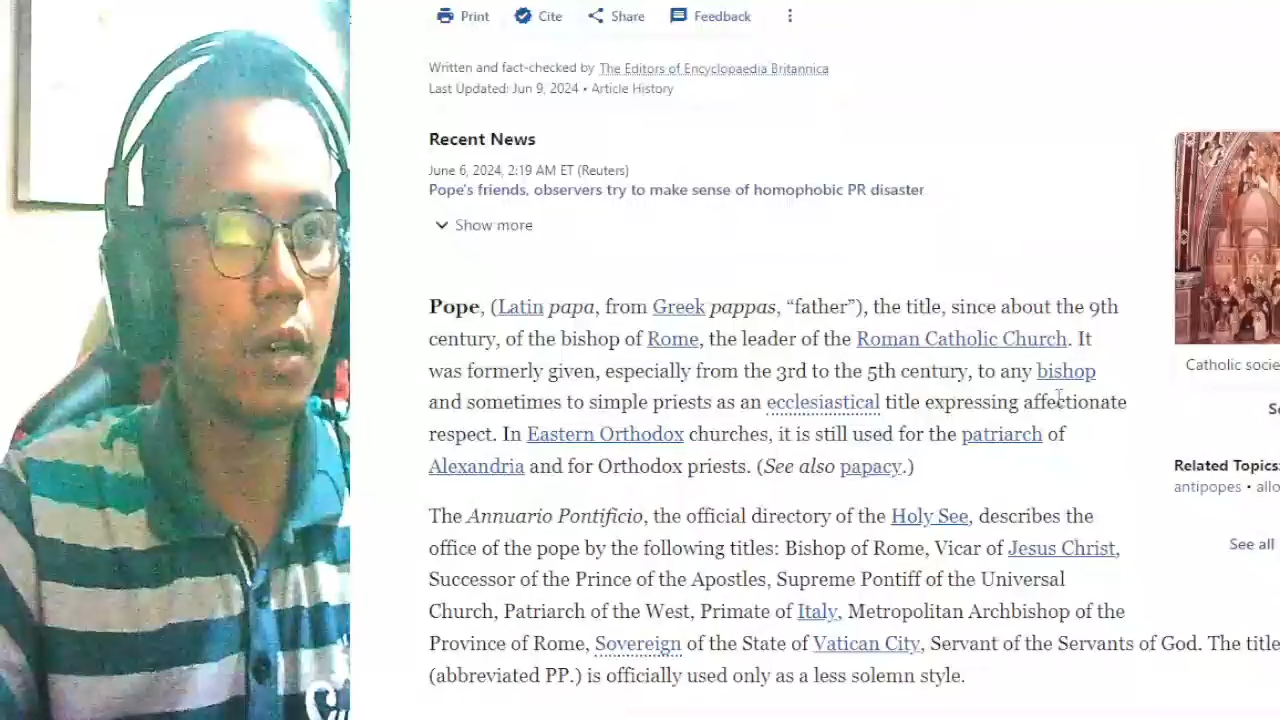 Print Cite Share Feedback
Written and fact-checked by The Editors of Encyclopaedia Britannica
Last Updated: Jun 9, 2024 • Article History
Recent News
June 6, 2024, 2:19 AM ET (Reuters)
Pope's friends, observers try to make sense of homophobic PR disaster
Show more
Pope, (Latin papa, from Greek pappas, “father”), the title, since about the 9th
century, of the bishop of Rome, the leader of the Roman Catholic Church. It
was formerly given, especially from the 3rd to the 5th century, to any bishop
and sometimes to simple priests as an ecclesiastical title expressing affectionate
respect. In Eastern Orthodox churches, it is still used for the patriarch of
Alexandria and for Orthodox priests. (See also papacy.)
The Annuario Pontificio, the official directory of the Holy See, describes the
office of the pope by the following titles: Bishop of Rome, Vicar of Jesus Christ,
Successor of the Prince of the Apostles, Supreme Pontiff of the Universal
Church, Patriarch of the West, Primate of Italy, Metropolitan Archbishop of the
Province of Rome, Sovereign of the State of Vatican City, Servant of the Servants of God. The title
(abbreviated PP.) is officially used only as a less solemn style.
Catholic socie
Related Topics:
antipopes • allo
See all